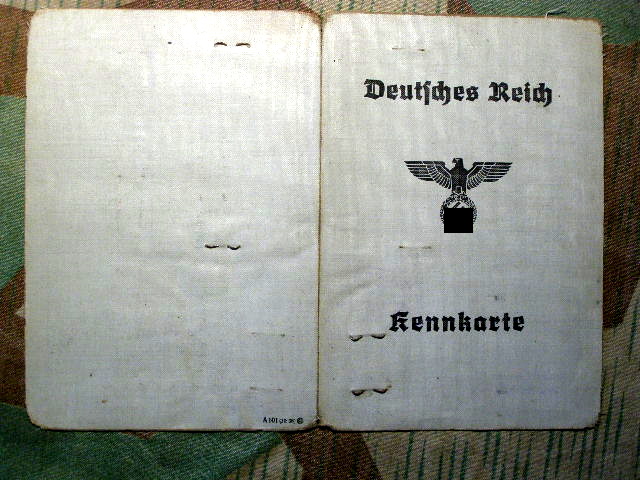 Deutsches Reich
Kennkarte